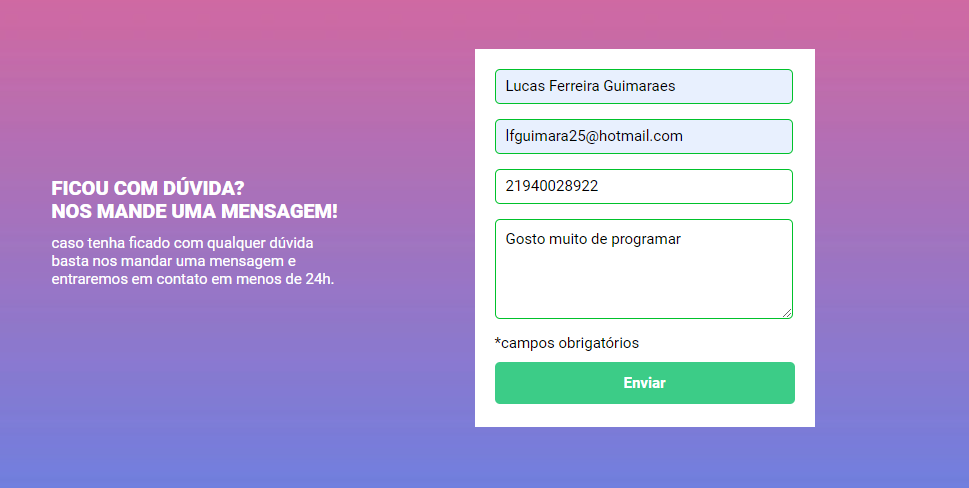 FICOU COM DÚVIDA?
NOS MANDE UMA MENSAGEM!
caso tenha ficado com qualquer dúvida
basta nos mandar uma mensagem e
entraremos em contato em menos de 24h.
Lucas Ferreira Guimaraes
lfguimara25@hotmail.com
21940028922
Gosto muito de programar
*campos obrigatórios
Enviar